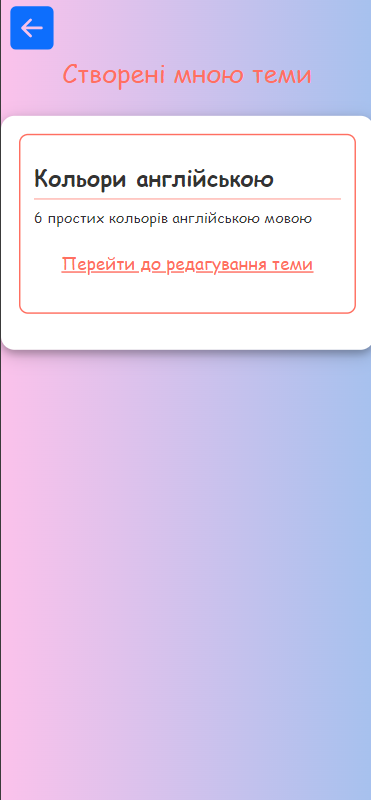 Створені мною теми
Кольори англійською
6 простих кольорів англійською мовою
Перейти до редагування теми